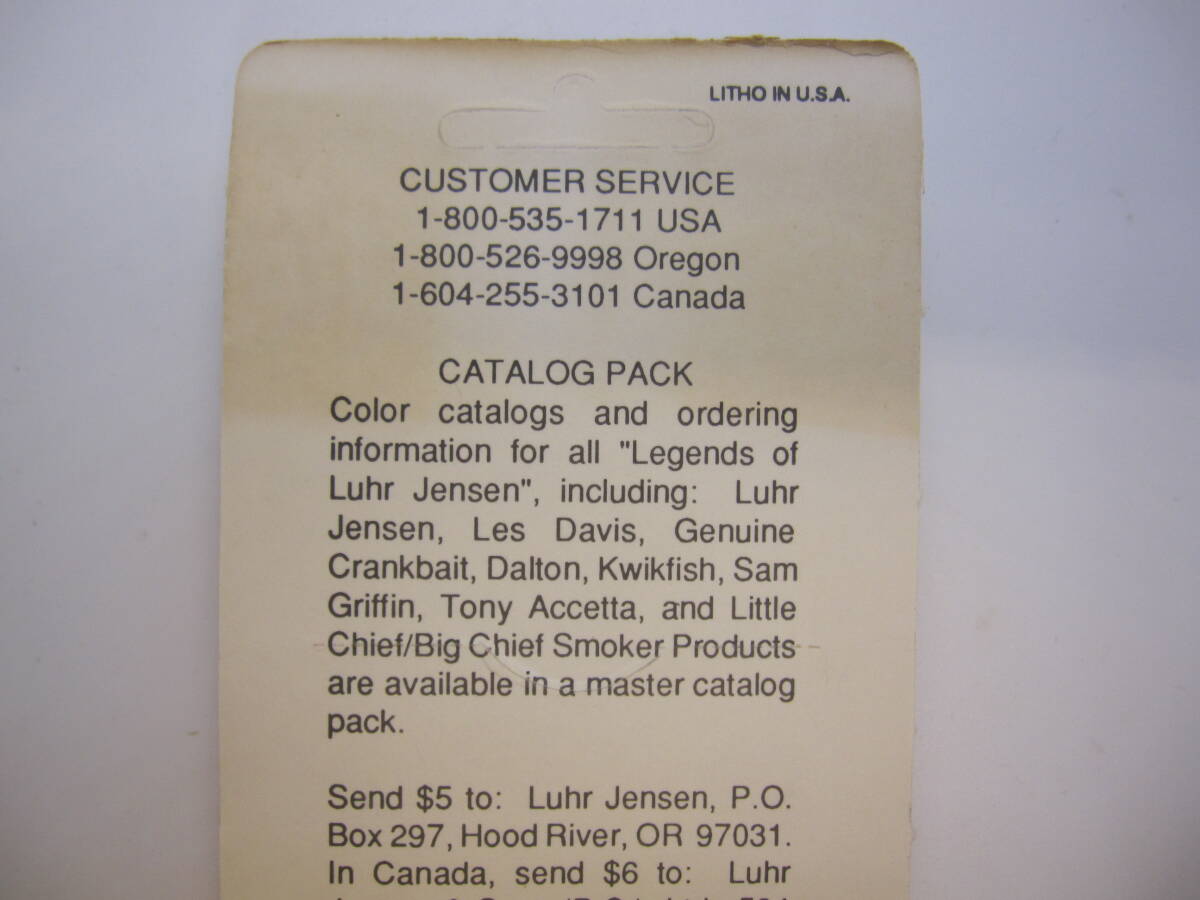 LITHO IN U.S.A.
CUSTOMER SERVICE
1-800-535-1711 USA
1-800-526-9998 Oregon
1-604-255-3101 Canada
CATALOG PACK
Color catalogs and ordering
information for all "Legends of
Luhr Jensen", including: Luhr
Jensen, Les Davis, Genuine
Crankbait, Dalton, Kwikfish, Sam
Griffin, Tony Accetta, and Little
Chief/Big Chief Smoker Products
are available in a master catalog
pack.
Send $5 to: Luhr Jensen, P.O.
Box 297, Hood River, OR 97031.
In Canada, send $6 to: Luhr